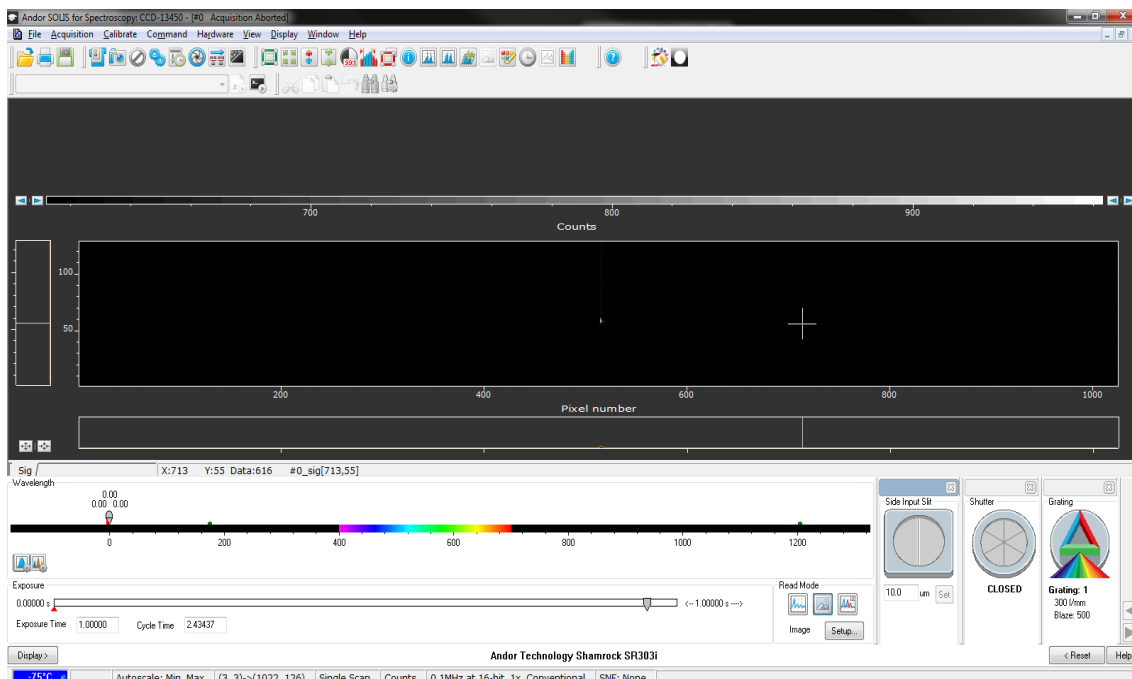 Andor SOLIS for Spectroscopy: CCD-13450 - [#0 Acquisition Aborted]
File Acquisition Calibrate Command Hardware View Display Window Help
99:1
700 800 900
Counts
100
50
200 400 600 800 1000
Pixel number
Sig X:713 Y:55 Data:616 #0_sig[713,55]
Wavelength
0.00
0.00 0.00
0 200 400 600 800 1000 1200
Exposure
0.00000 s <-- 1.00000 s --->
Exposure Time 1.00000 Cycle Time 2.43437
Read Mode
Image Setup...
Side Input Slit
10.0 um Set
Shutter
CLOSED
Grating
Grating: 1
300 l/mm
Blaze: 500
Display > Andor Technology Shamrock SR303i < Reset Help
-75°C Autoscale: Min..Max (3, 3)->(1022, 126) Single Scan Counts 0.1MHz at 16-bit, 1x, Conventional SNF: None